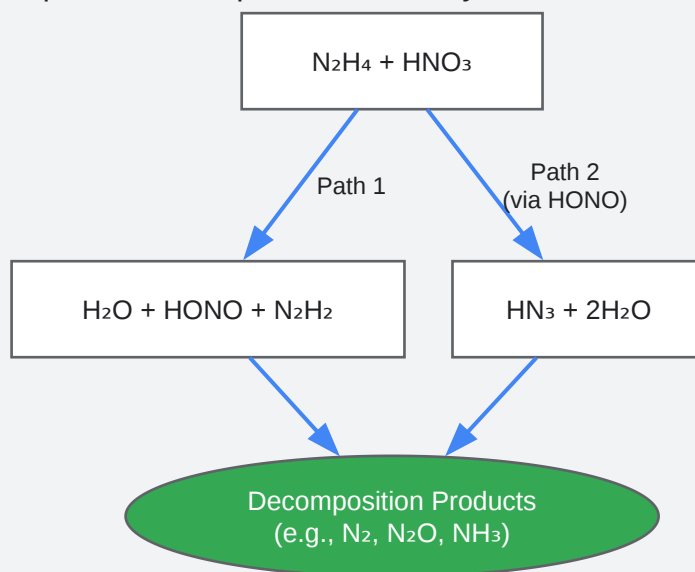 N₂H₄ + HNO₃
Path 1
Path 2
(via HONO)
H₂O + HONO + N₂H₂
HN₃ + 2H₂O
Decomposition Products
(e.g., N₂, N₂O, NH₃)